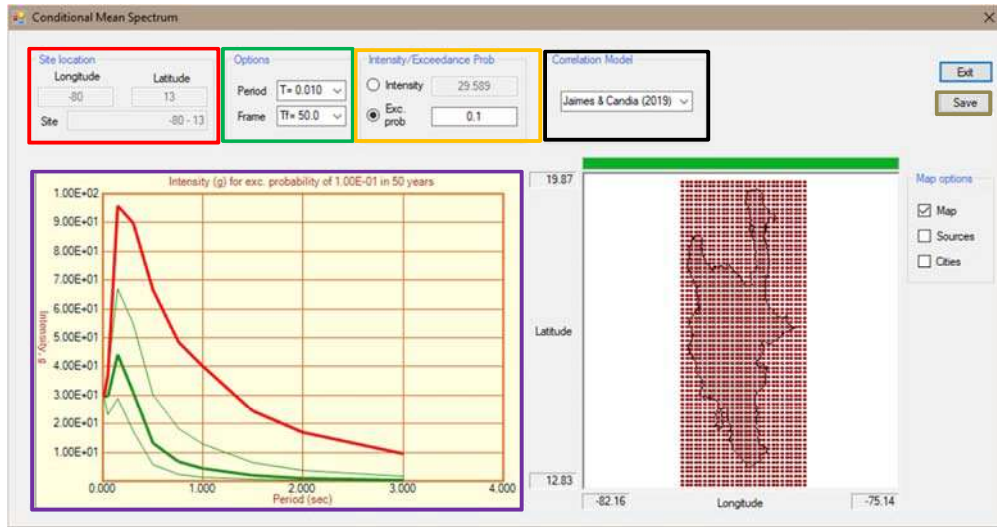 Conditional Mean Spectrum
Site location
Longitude Latitude
-80 13
Site -80 - 13
Options
Period T= 0.010
Frame Tf= 50.0
Intensity/Exceedance Prob
Intensity 29.589
Exc. prob 0.1
Correlation Model
Jaimes & Candia (2019)
Exit
Save
Intensity (g) for exc. probability of 1.00E-01 in 50 years
1.00E+02
9.00E+01
8.00E+01
7.00E+01
6.00E+01
5.00E+01
4.00E+01
3.00E+01
2.00E+01
1.00E+01
Intensity, g
0.000 1.000 2.000 3.000 4.000
Period (sec)
19.87
Latitude
12.83
-82.16 Longitude -75.14
Map options
Map
Sources
Cities